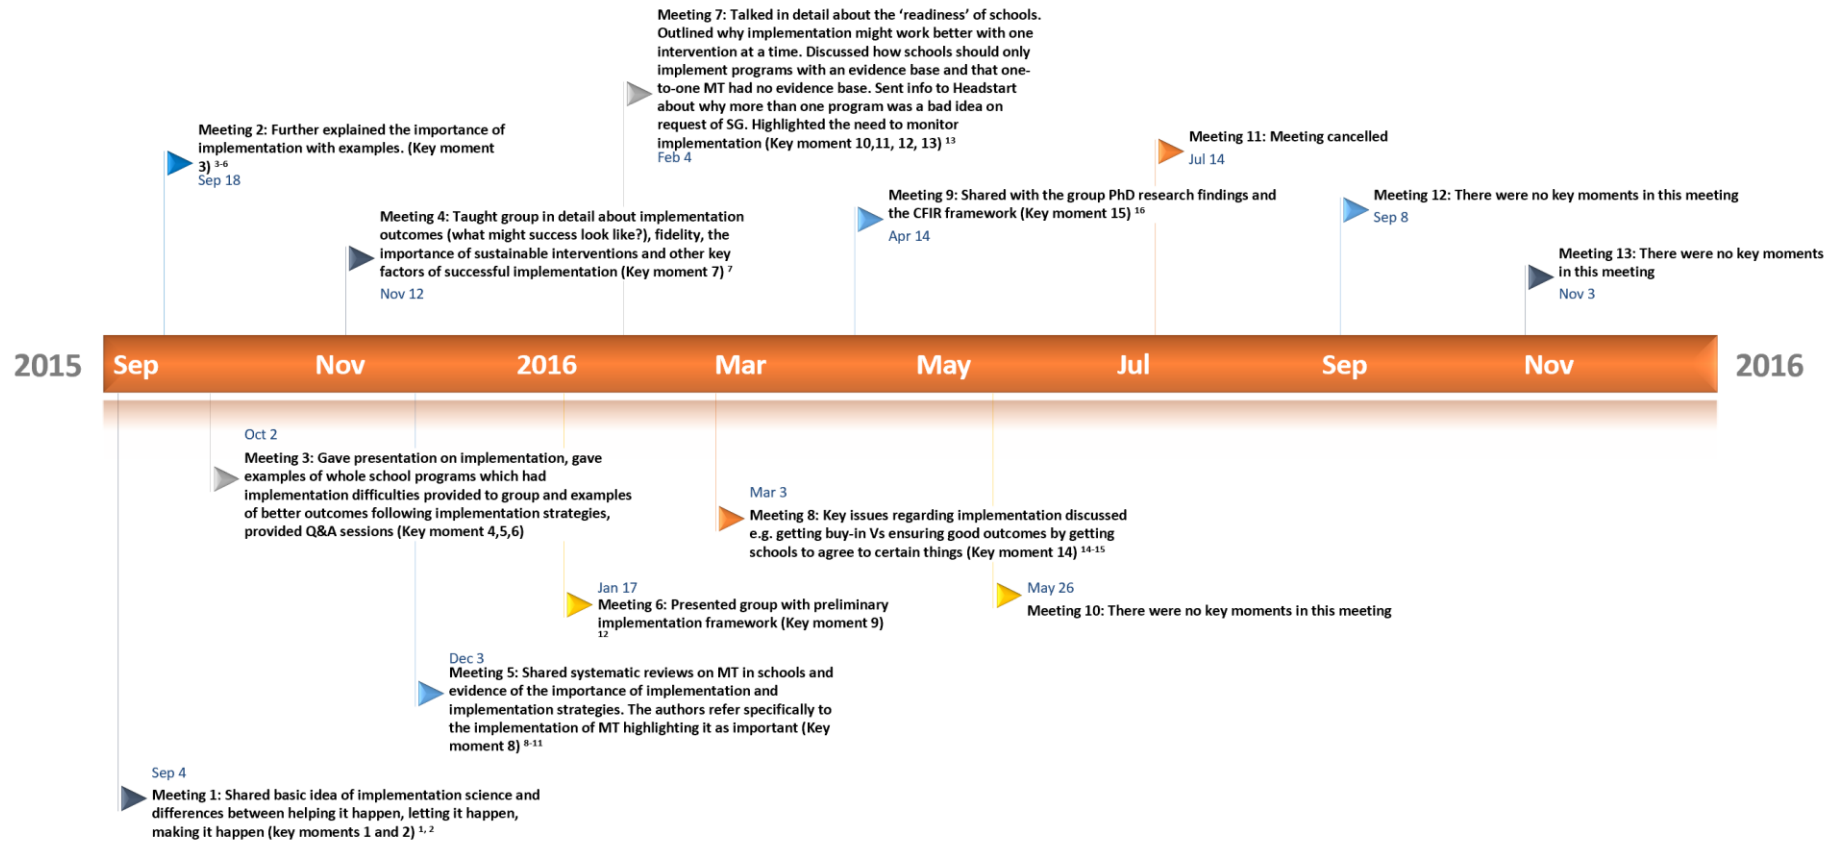 Meeting 7: Talked in detail about the ‘readiness’ of schools.
Outlined why implementation might work better with one
intervention at a time. Discussed how schools should only
implement programs with an evidence base and that one-
to-one MT had no evidence base. Sent info to Headstart
about why more than one program was a bad idea on
request of SG. Highlighted the need to monitor
implementation (Key moment 10,11, 12, 13) 13
Feb 4
Meeting 2: Further explained the importance of
implementation with examples. (Key moment
3) 3-6
Sep 18
Meeting 11: Meeting cancelled
Jul 14
Meeting 4: Taught group in detail about implementation
outcomes (what might success look like?), fidelity, the
importance of sustainable interventions and other key
factors of successful implementation (Key moment 7) 7
Nov 12
Meeting 9: Shared with the group PhD research findings and
the CFIR framework (Key moment 15) 16
Apr 14
Meeting 12: There were no key moments in this meeting
Sep 8
Meeting 13: There were no key moments
in this meeting
Nov 3
2015 Sep Nov 2016 Mar May Jul Sep Nov 2016
Oct 2
Meeting 3: Gave presentation on implementation, gave
examples of whole school programs which had
implementation difficulties provided to group and examples
of better outcomes following implementation strategies,
provided Q&A sessions (Key moment 4,5,6)
Mar 3
Meeting 8: Key issues regarding implementation discussed
e.g. getting buy-in Vs ensuring good outcomes by getting
schools to agree to certain things (Key moment 14) 14-15
Jan 17
Meeting 6: Presented group with preliminary
implementation framework (Key moment 9)
12
May 26
Meeting 10: There were no key moments in this meeting
Dec 3
Meeting 5: Shared systematic reviews on MT in schools and
evidence of the importance of implementation and
implementation strategies. The authors refer specifically to
the implementation of MT highlighting it as important (Key
moment 8) 8-11
Sep 4
Meeting 1: Shared basic idea of implementation science and
differences between helping it happen, letting it happen,
making it happen (key moments 1 and 2) 1, 2